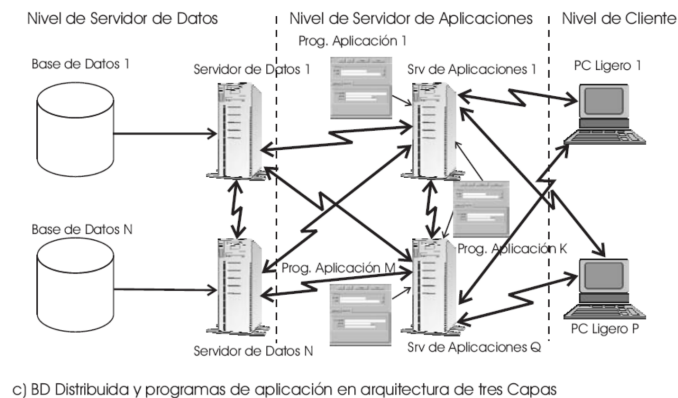 Nivel de Servidor de Datos
Nivel de Servidor de Aplicaciones
Nivel de Cliente
Prog. Aplicación 1
Base de Datos 1
Servidor de Datos 1
Srv de Aplicaciones 1
PC Ligero 1
Base de Datos N
Prog. Aplicación K
Prog. Aplicación M
Servidor de Datos N
Srv de Aplicaciones Q
PC Ligero P
c) BD Distribuida y programas de aplicación en arquitectura de tres Capas